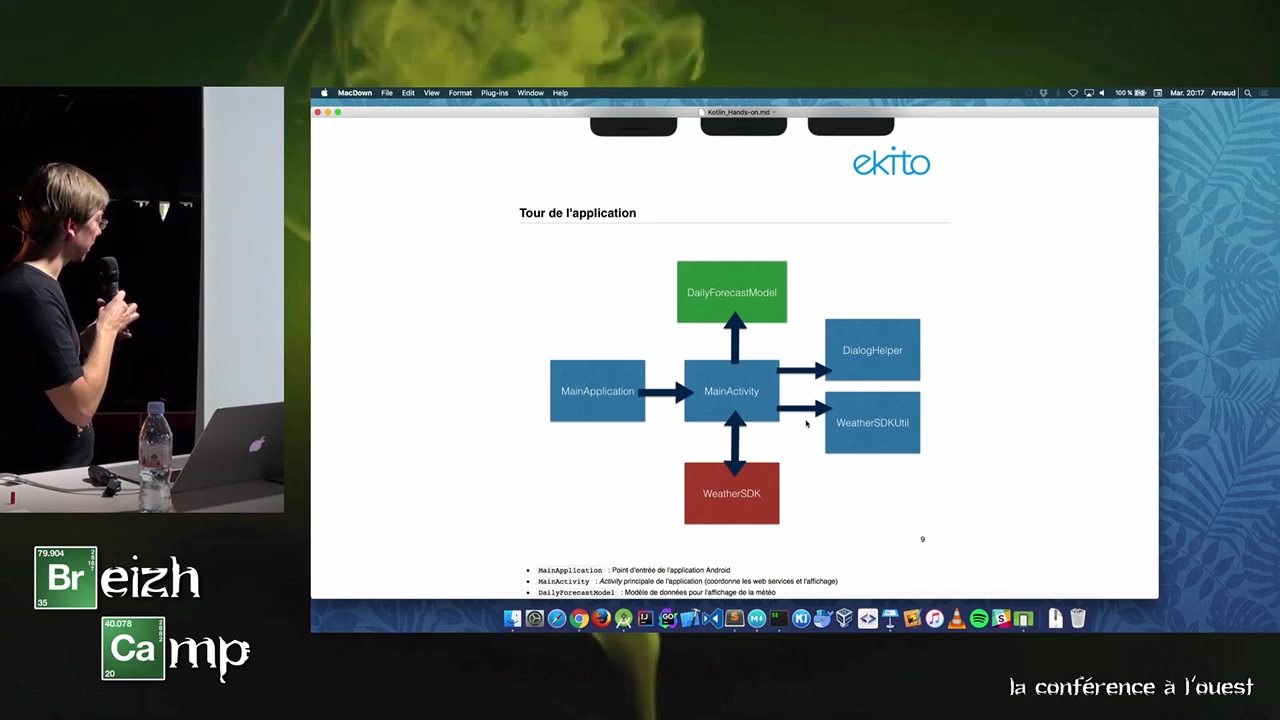 MacDown File Edit View Format Plug-ins Window Help
100 % Mar. 20:17 Arnaud
Kotlin_Hands-on.md
ekito
Tour de l'application
DailyForecastModel
DialogHelper
MainApplication
MainActivity
WeatherSDKUtil
WeatherSDK
9
• MainApplication : Point d'entrée de l'application Android
• MainActivity : Activity principale de l'application (coordonne les web services et l'affichage)
• DailyForecastModel : Modèle de données pour l'affichage de la météo
79.904
Br eizh
35
40.078
Ca mp
20
la conférence à l'ouest